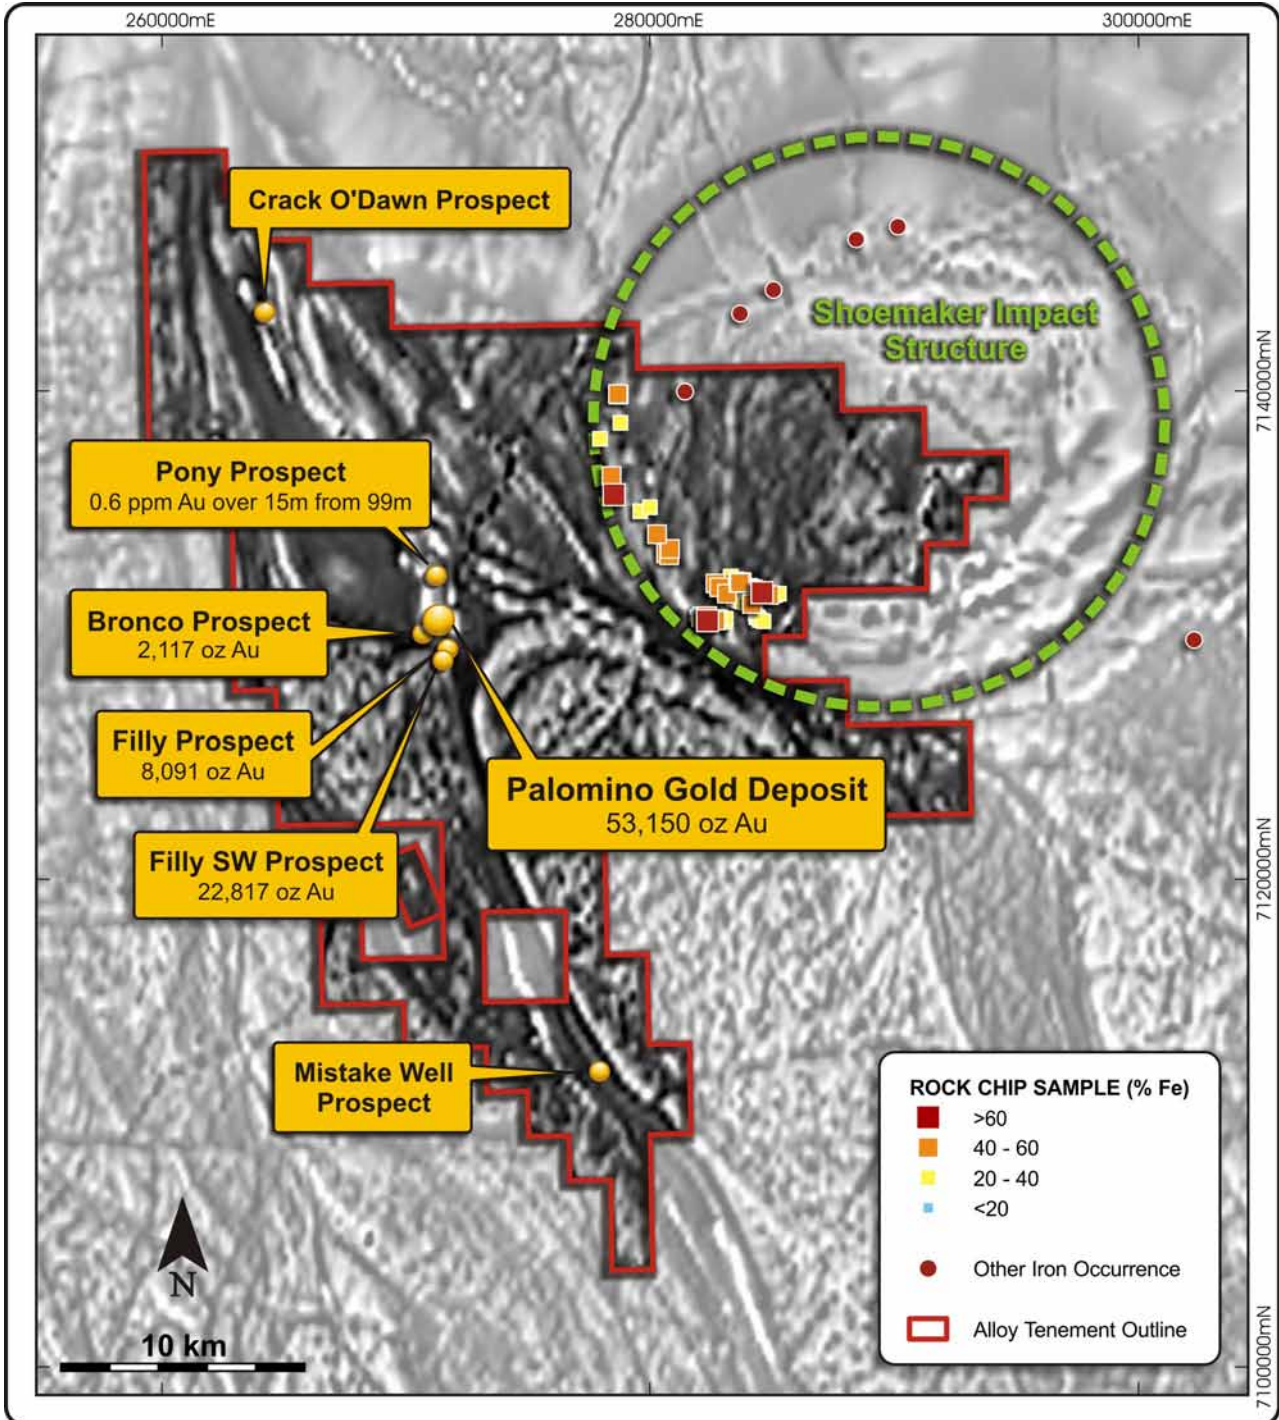 260000mE
280000mE
300000mE
Crack O'Dawn Prospect
Shoemaker Impact
Structure
7140000mN
Pony Prospect
0.6 ppm Au over 15m from 99m
Bronco Prospect
2,117 oz Au
Filly Prospect
8,091 oz Au
Palomino Gold Deposit
53,150 oz Au
Filly SW Prospect
22,817 oz Au
7120000mN
Mistake Well
Prospect
ROCK CHIP SAMPLE (% Fe)
>60
40 - 60
20 - 40
<20
Other Iron Occurrence
Alloy Tenement Outline
N
10 km
7100000mN